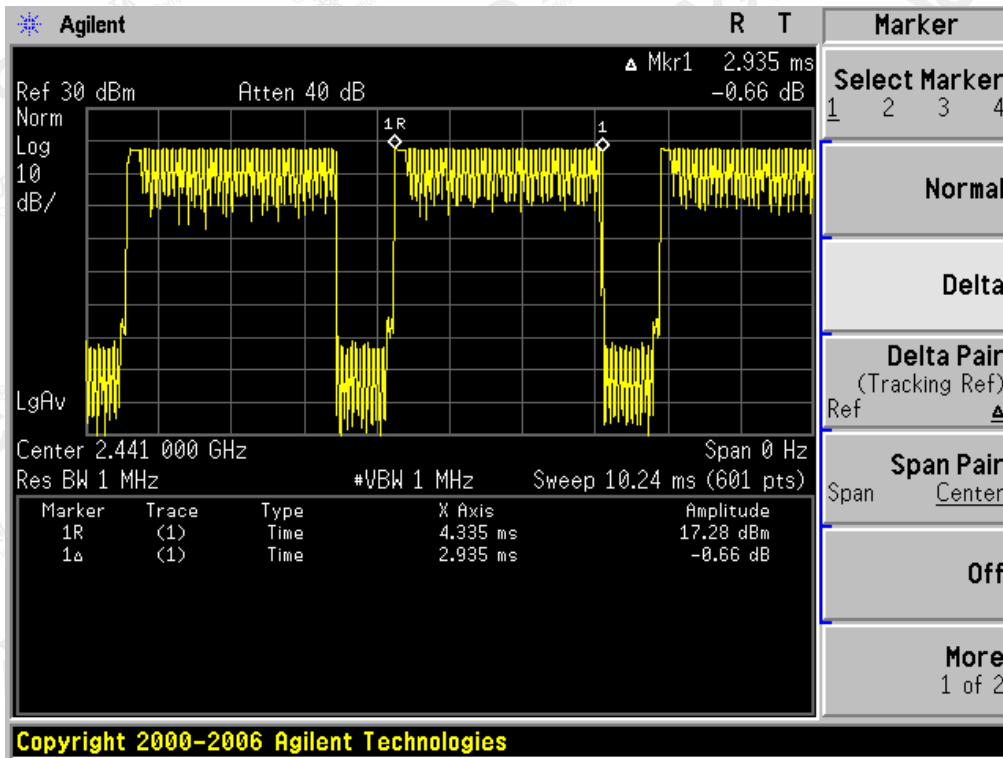 Agilent
R T
Marker
Δ Mkr1 2.935 ms
Ref 30 dBm Atten 40 dB -0.66 dB
Norm
Log
10
dB/
1R
1
LgAv
Center 2.441 000 GHz Span 0 Hz
Res BW 1 MHz #VBW 1 MHz Sweep 10.24 ms (601 pts)
Marker Trace Type X Axis Amplitude
1R (1) Time 4.335 ms 17.28 dBm
1Δ (1) Time 2.935 ms -0.66 dB
Select Marker
1 2 3 4
Normal
Delta
Delta Pair
(Tracking Ref)
Ref Δ
Span Pair
Span Center
Off
More
1 of 2
Copyright 2000-2006 Agilent Technologies